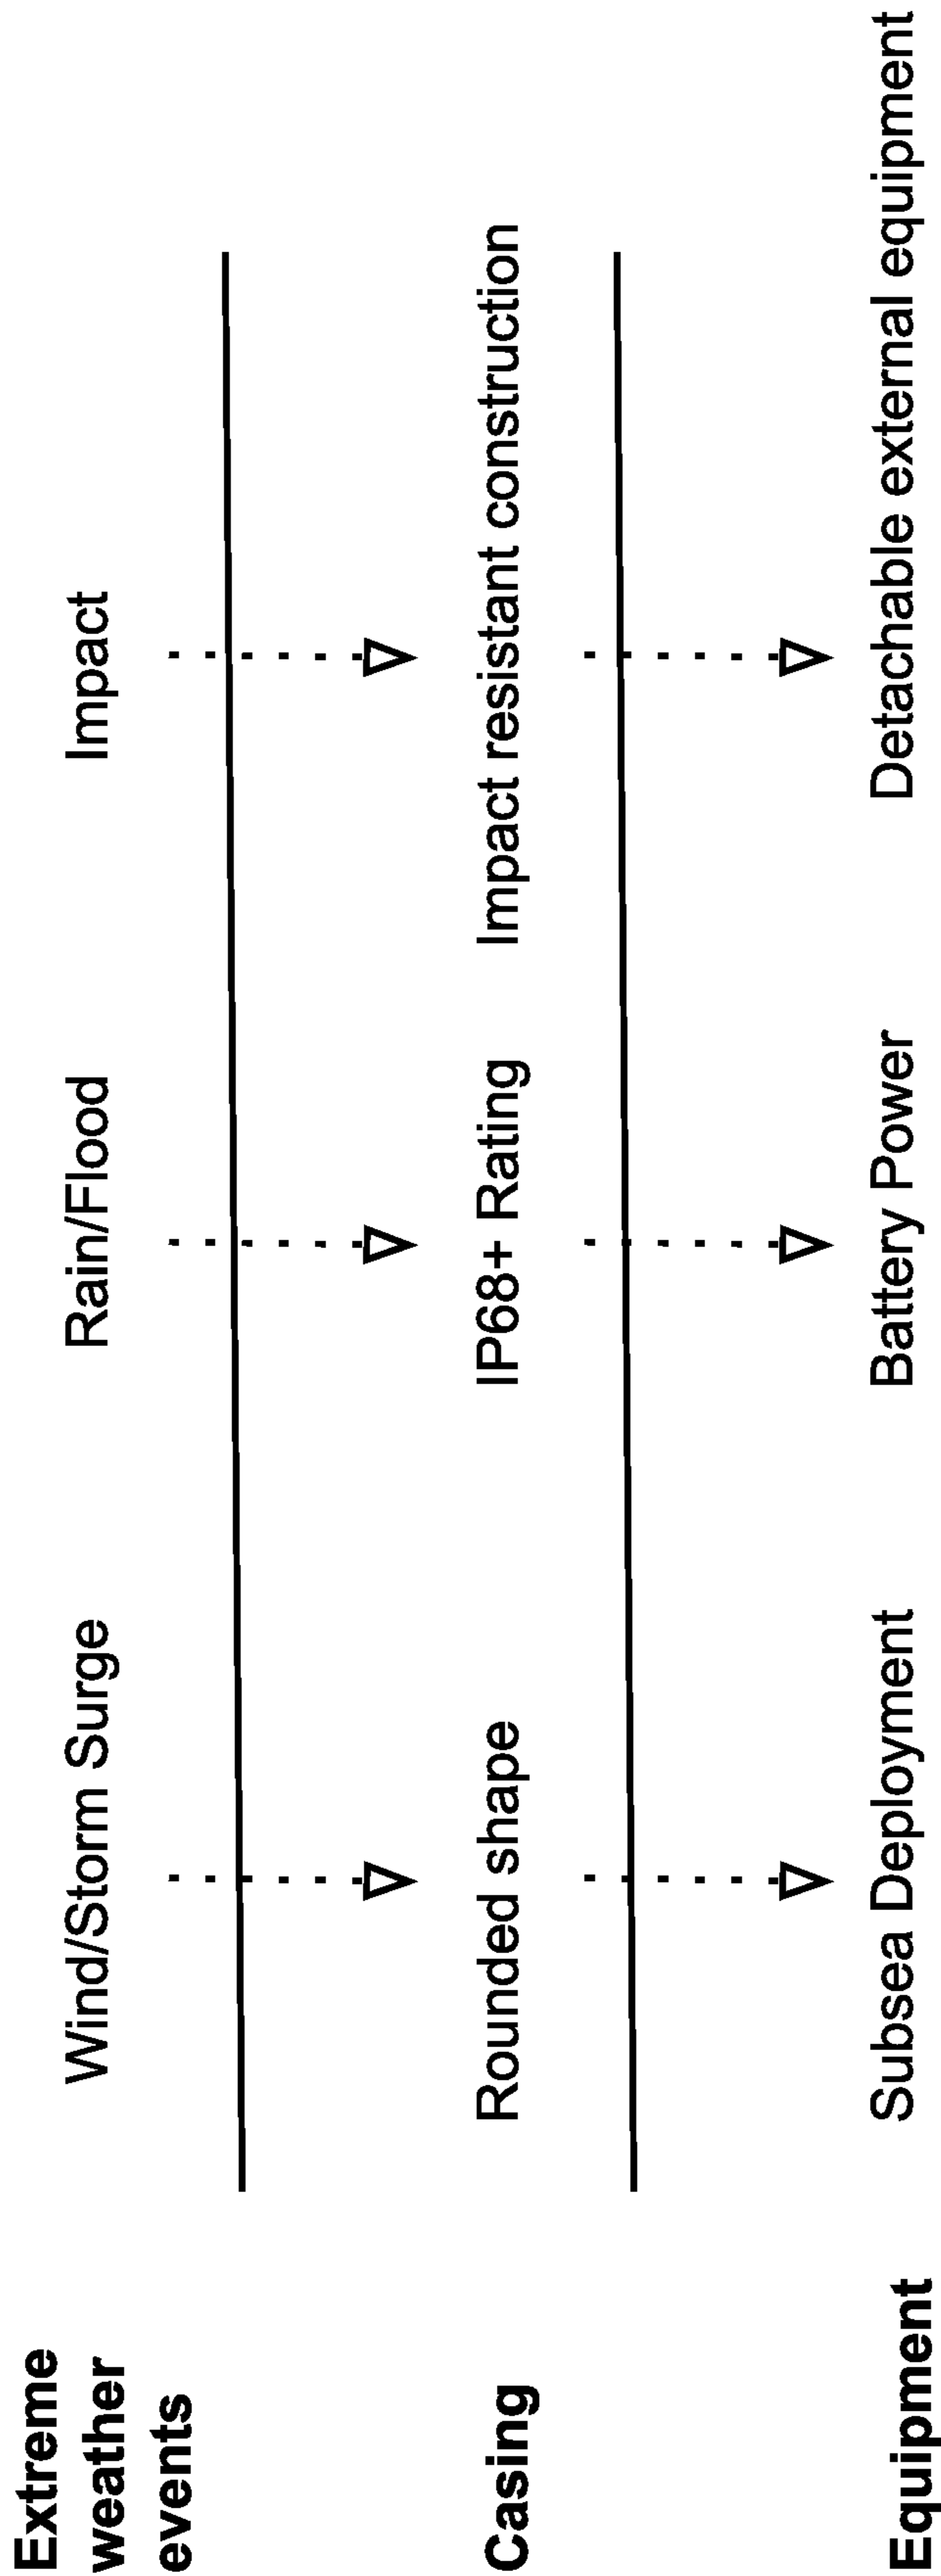 Extreme
weather
events
Wind/Storm Surge
Rain/Flood
Impact
Casing
Rounded shape
IP68+ Rating
Impact resistant construction
Equipment
Subsea Deployment
Battery Power
Detachable external equipment